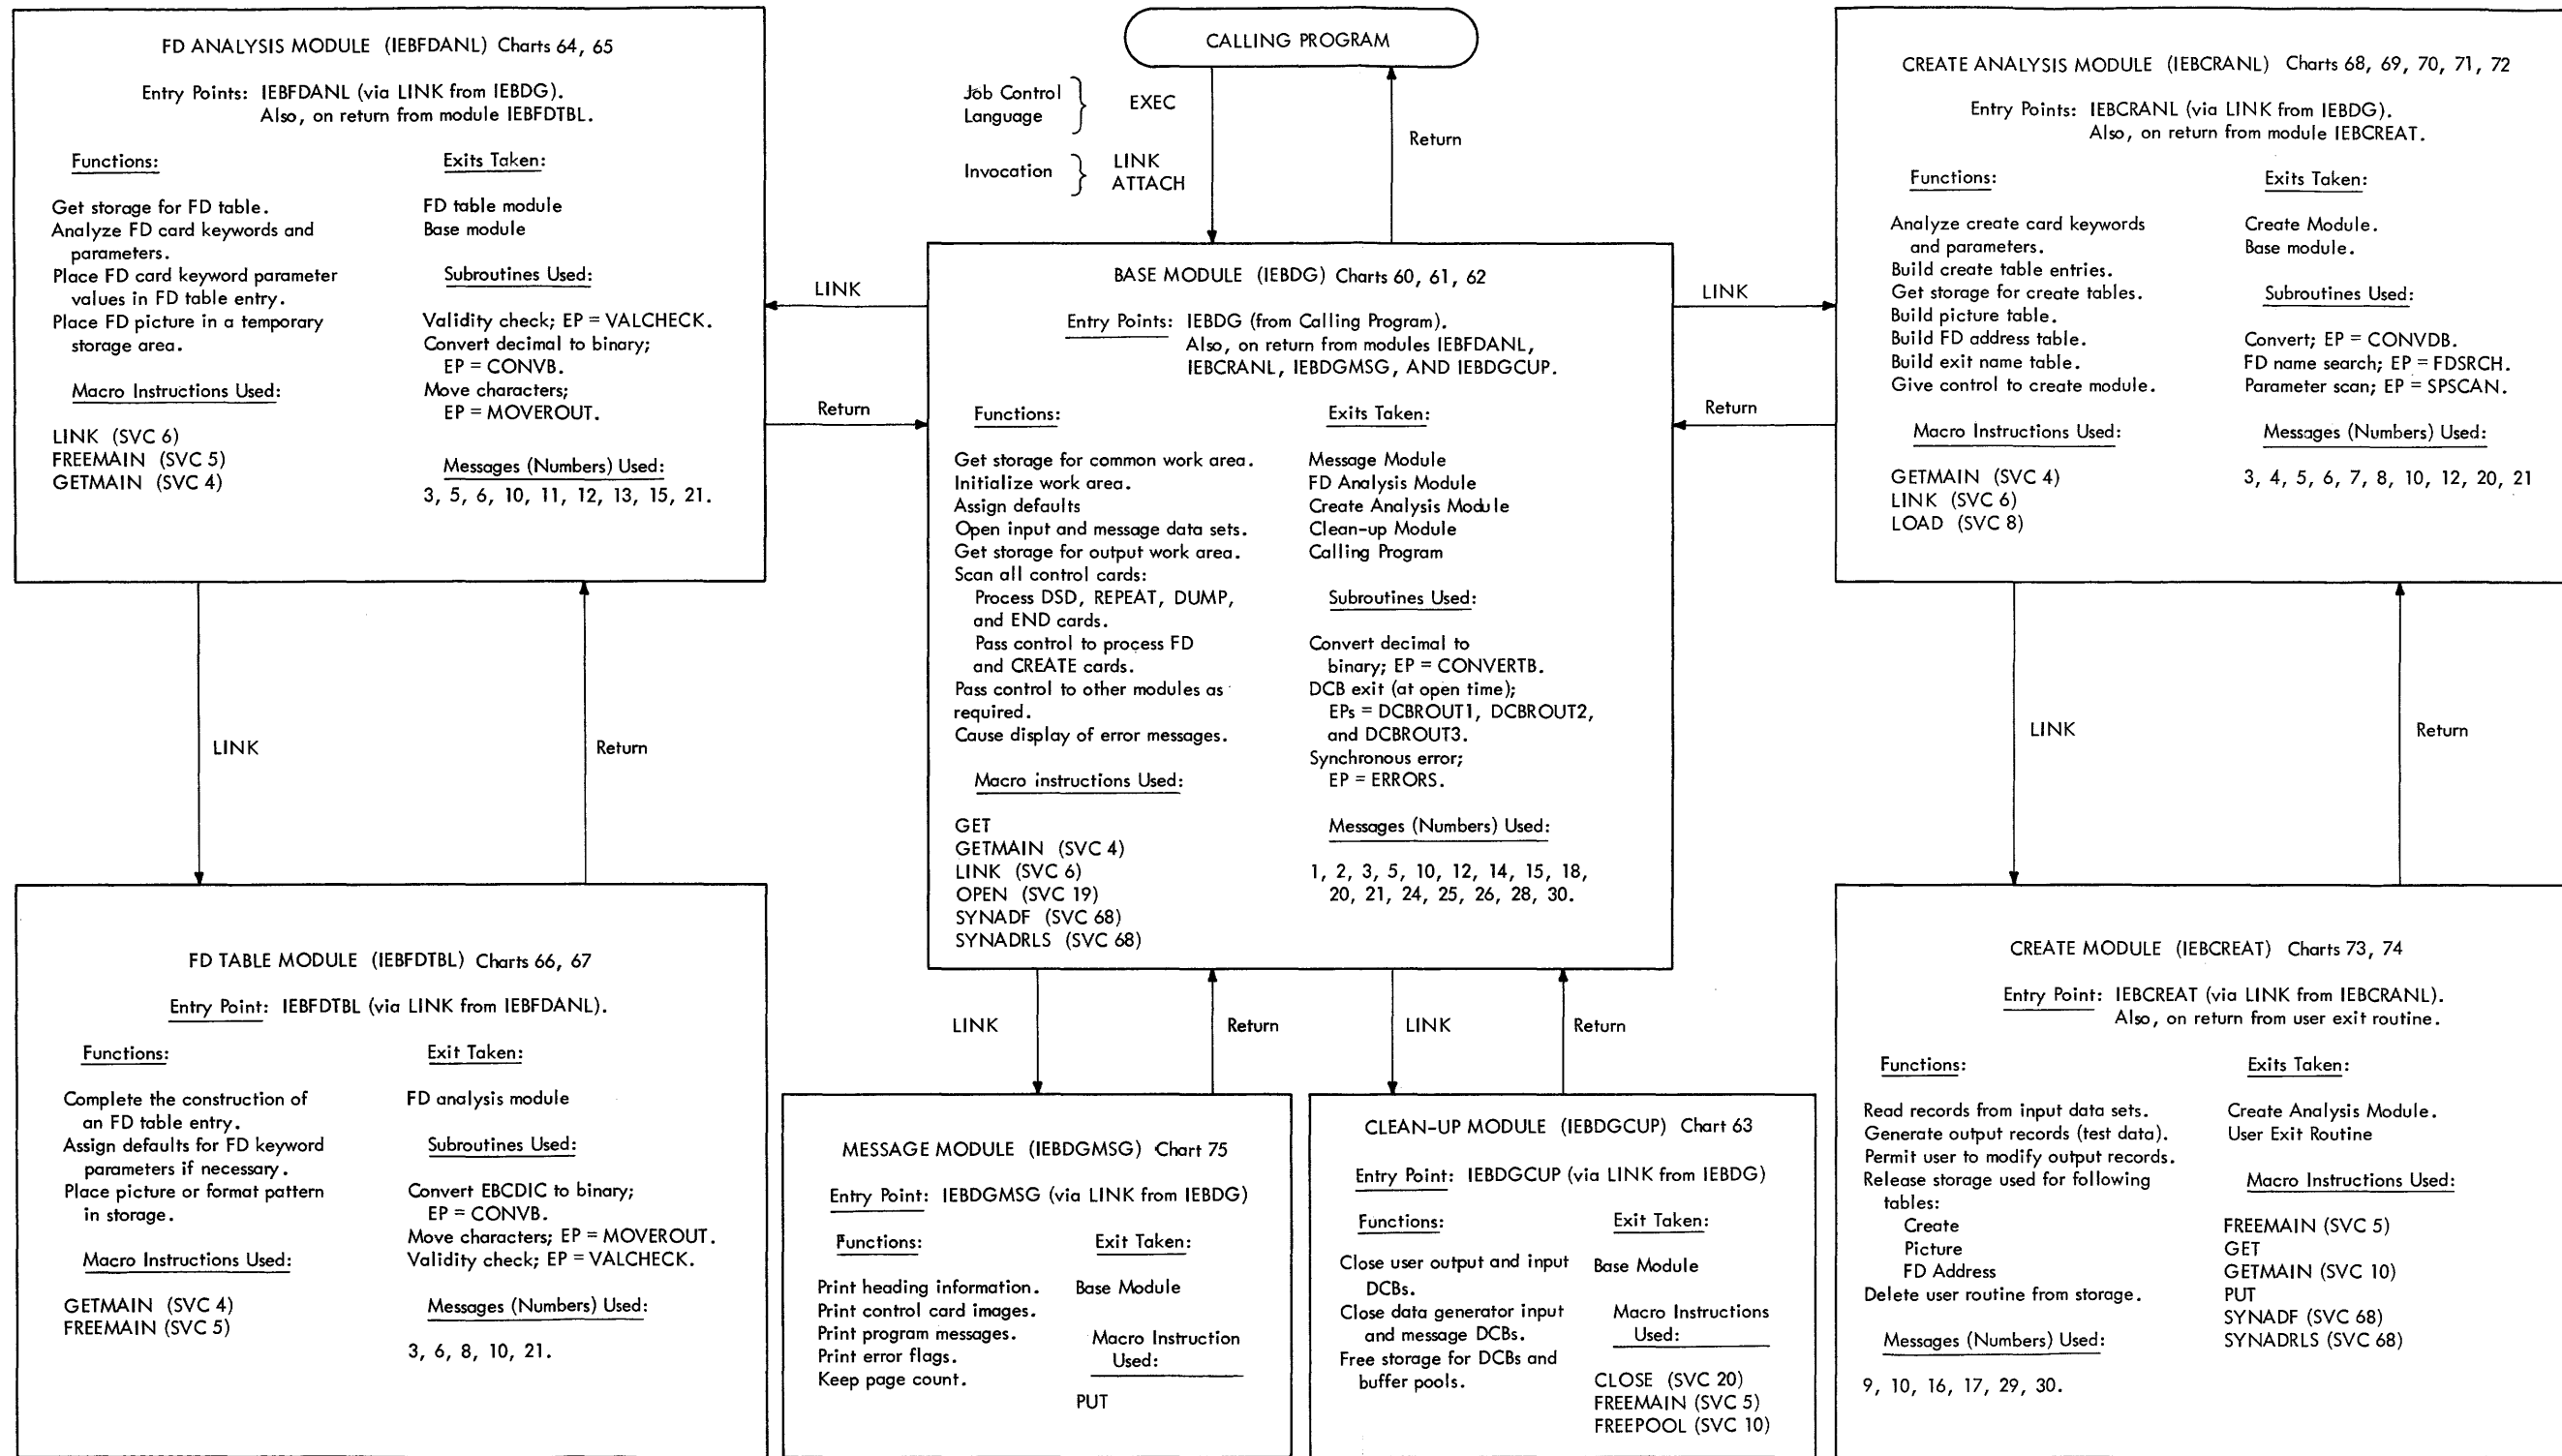 CALLING PROGRAM
Job Control
Language
EXEC
Invocation
LINK
ATTACH
Return
FD ANALYSIS MODULE (IEBFDANL) Charts 64, 65
Entry Points: IEBFDANL (via LINK from IEBDG).
Also, on return from module IEBFDTBL.
Functions:
Get storage for FD table.
Analyze FD card keywords and
parameters.
Place FD card keyword parameter
values in FD table entry.
Place FD picture in a temporary
storage area.
Macro Instructions Used:
LINK (SVC 6)
FREEMAIN (SVC 5)
GETMAIN (SVC 4)
Exits Taken:
FD table module
Base module
Subroutines Used:
Validity check; EP = VALCHECK.
Convert decimal to binary;
EP = CONVB.
Move characters;
EP = MOVEROUT.
Messages (Numbers) Used:
3, 5, 6, 10, 11, 12, 13, 15, 21.
LINK
Return
BASE MODULE (IEBDG) Charts 60, 61, 62
Entry Points: IEBDG (from Calling Program).
Also, on return from modules IEBFDANL,
IEBCRANL, IEBDGMSG, AND IEBDGCUP.
Functions:
Get storage for common work area.
Initialize work area.
Assign defaults
Open input and message data sets.
Get storage for output work area.
Scan all control cards:
Process DSD, REPEAT, DUMP,
and END cards.
Pass control to process FD
and CREATE cards.
Pass control to other modules as
required.
Cause display of error messages.
Macro instructions Used:
GET
GETMAIN (SVC 4)
LINK (SVC 6)
OPEN (SVC 19)
SYNADF (SVC 68)
SYNADRLS (SVC 68)
Exits Taken:
Message Module
FD Analysis Module
Create Analysis Module
Clean-up Module
Calling Program
Subroutines Used:
Convert decimal to
binary; EP = CONVERTB.
DCB exit (at open time);
EPs = DCBROUT1, DCBROUT2,
and DCBROUT3.
Synchronous error;
EP = ERRORS.
Messages (Numbers) Used:
1, 2, 3, 5, 10, 12, 14, 15, 18,
20, 21, 24, 25, 26, 28, 30.
LINK
Return
CREATE ANALYSIS MODULE (IEBCRANL) Charts 68, 69, 70, 71, 72
Entry Points: IEBCRANL (via LINK from IEBDG).
Also, on return from module IEBCREAT.
Functions:
Analyze create card keywords
and parameters.
Build create table entries.
Get storage for create tables.
Build picture table.
Build FD address table.
Build exit name table.
Give control to create module.
Macro Instructions Used:
GETMAIN (SVC 4)
LINK (SVC 6)
LOAD (SVC 8)
Exits Taken:
Create Module.
Base module.
Subroutines Used:
Convert; EP = CONVDB.
FD name search; EP = FDSRCH.
Parameter scan; EP = SPSCAN.
Messages (Numbers) Used:
3, 4, 5, 6, 7, 8, 10, 12, 20, 21
LINK
Return
LINK
Return
FD TABLE MODULE (IEBFDTBL) Charts 66, 67
Entry Point: IEBFDTBL (via LINK from IEBFDANL).
Functions:
Complete the construction of
an FD table entry.
Assign defaults for FD keyword
parameters if necessary.
Place picture or format pattern
in storage.
Macro Instructions Used:
GETMAIN (SVC 4)
FREEMAIN (SVC 5)
Exit Taken:
FD analysis module
Subroutines Used:
Convert EBCDIC to binary;
EP = CONVB.
Move characters; EP = MOVEROUT.
Validity check; EP = VALCHECK.
Messages (Numbers) Used:
3, 6, 8, 10, 21.
LINK
Return
MESSAGE MODULE (IEBDGMSG) Chart 75
Entry Point: IEBDGMSG (via LINK from IEBDG)
Functions:
Print heading information.
Print control card images.
Print program messages.
Print error flags.
Keep page count.
Exit Taken:
Base Module
Macro Instruction
Used:
PUT
LINK
Return
CLEAN-UP MODULE (IEBDGCUP) Chart 63
Entry Point: IEBDGCUP (via LINK from IEBDG)
Functions:
Close user output and input
DCBs.
Close data generator input
and message DCBs.
Free storage for DCBs and
buffer pools.
Exit Taken:
Base Module
Macro Instructions
Used:
CLOSE (SVC 20)
FREEMAIN (SVC 5)
FREEPOOL (SVC 10)
CREATE MODULE (IEBCREAT) Charts 73, 74
Entry Point: IEBCREAT (via LINK from IEBCRANL).
Also, on return from user exit routine.
Functions:
Read records from input data sets.
Generate output records (test data).
Permit user to modify output records.
Release storage used for following
tables:
Create
Picture
FD Address
Delete user routine from storage.
Messages (Numbers) Used:
9, 10, 16, 17, 29, 30.
Exits Taken:
Create Analysis Module.
User Exit Routine
Macro Instructions Used:
FREEMAIN (SVC 5)
GET
GETMAIN (SVC 10)
PUT
SYNADF (SVC 68)
SYNADRLS (SVC 68)